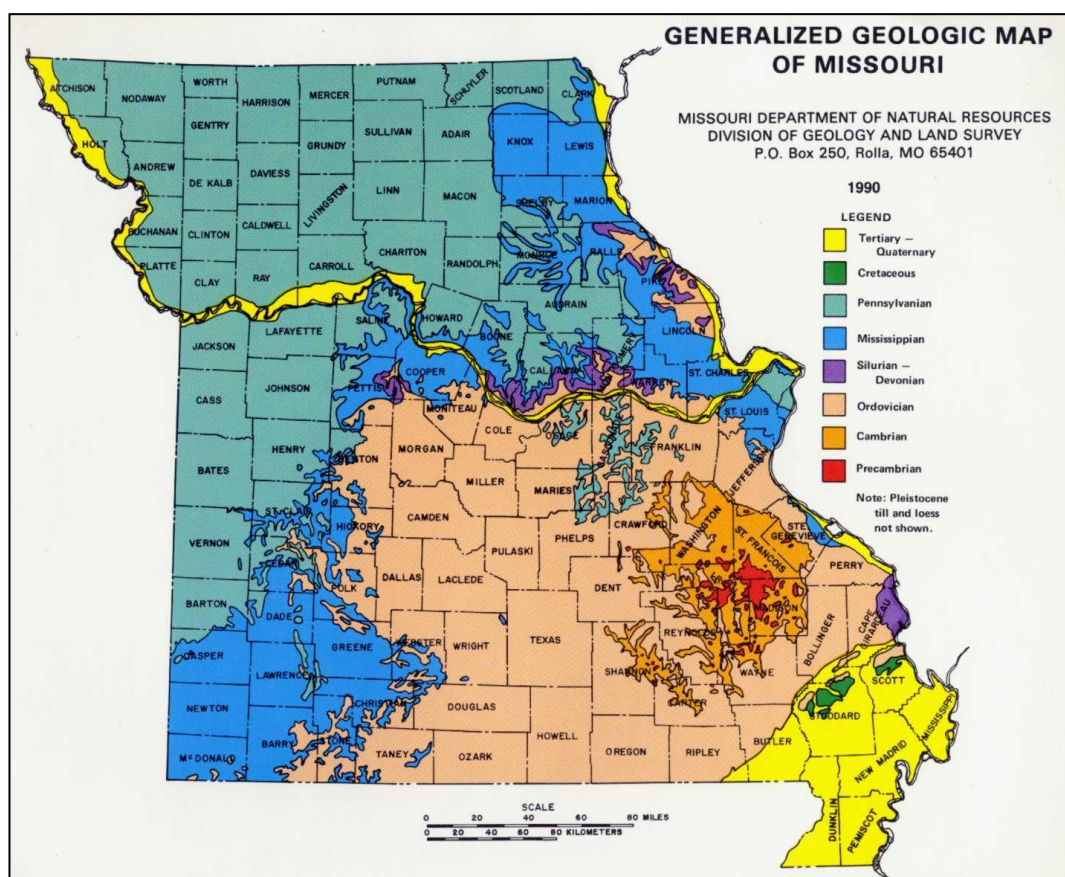 GENERALIZED GEOLOGIC MAP
OF MISSOURI
MISSOURI DEPARTMENT OF NATURAL RESOURCES
DIVISION OF GEOLOGY AND LAND SURVEY
P.O. Box 250, Rolla, MO 65401
1990
LEGEND
Tertiary –
Quaternary
Cretaceous
Pennsylvanian
Mississippian
Silurian –
Devonian
Ordovician
Cambrian
Precambrian
Note: Pleistocene
till and loess
not shown.
ATCHISON
NODAWAY
WORTH
HARRISON
MERCER
PUTNAM
SCHUYLER
SCOTLAND
CLARK
HOLT
GENTRY
GRUNDY
SULLIVAN
ADAIR
KNOX
LEWIS
ANDREW
DE KALB
DAVIESS
LIVINGSTON
LINN
MACON
SHELBY
MARION
BUCHANAN
CLINTON
CALDWELL
PLATTE
CLAY
RAY
CARROLL
CHARITON
RANDOLPH
MONROE
RALLS
PIKE
JACKSON
LAFAYETTE
SALINE
HOWARD
BOONE
AUDRAIN
CALLAWAY
MONTGOMERY
LINCOLN
WARREN
ST. CHARLES
CASS
JOHNSON
PETTIS
COOPER
MONITEAU
COLE
OSAGE
GASCONADE
FRANKLIN
ST. LOUIS
JEFFERSON
BATES
HENRY
BENTON
MORGAN
MILLER
MARIES
VERNON
ST. CLAIR
HICKORY
CAMDEN
PULASKI
PHELPS
CRAWFORD
WASHINGTON
ST. FRANCOIS
STE.
GENEVIEVE
PERRY
BARTON
CEDAR
POLK
DALLAS
LACLEDE
DENT
MADISON
BOLLINGER
CAPE
GIRARDEAU
JASPER
DADE
GREENE
WEBSTER
WRIGHT
TEXAS
REYNOLDS
LAWRENCE
SHANNON
WAYNE
SCOTT
NEWTON
CHRISTIAN
DOUGLAS
CARTER
STODDARD
MISSISSIPPI
McDONALD
BARRY
STONE
TANEY
OZARK
HOWELL
OREGON
RIPLEY
BUTLER
NEW MADRID
DUNKLIN
PEMISCOT
SCALE
0 20 40 60 80 MILES
0 20 40 60 80 KILOMETERS